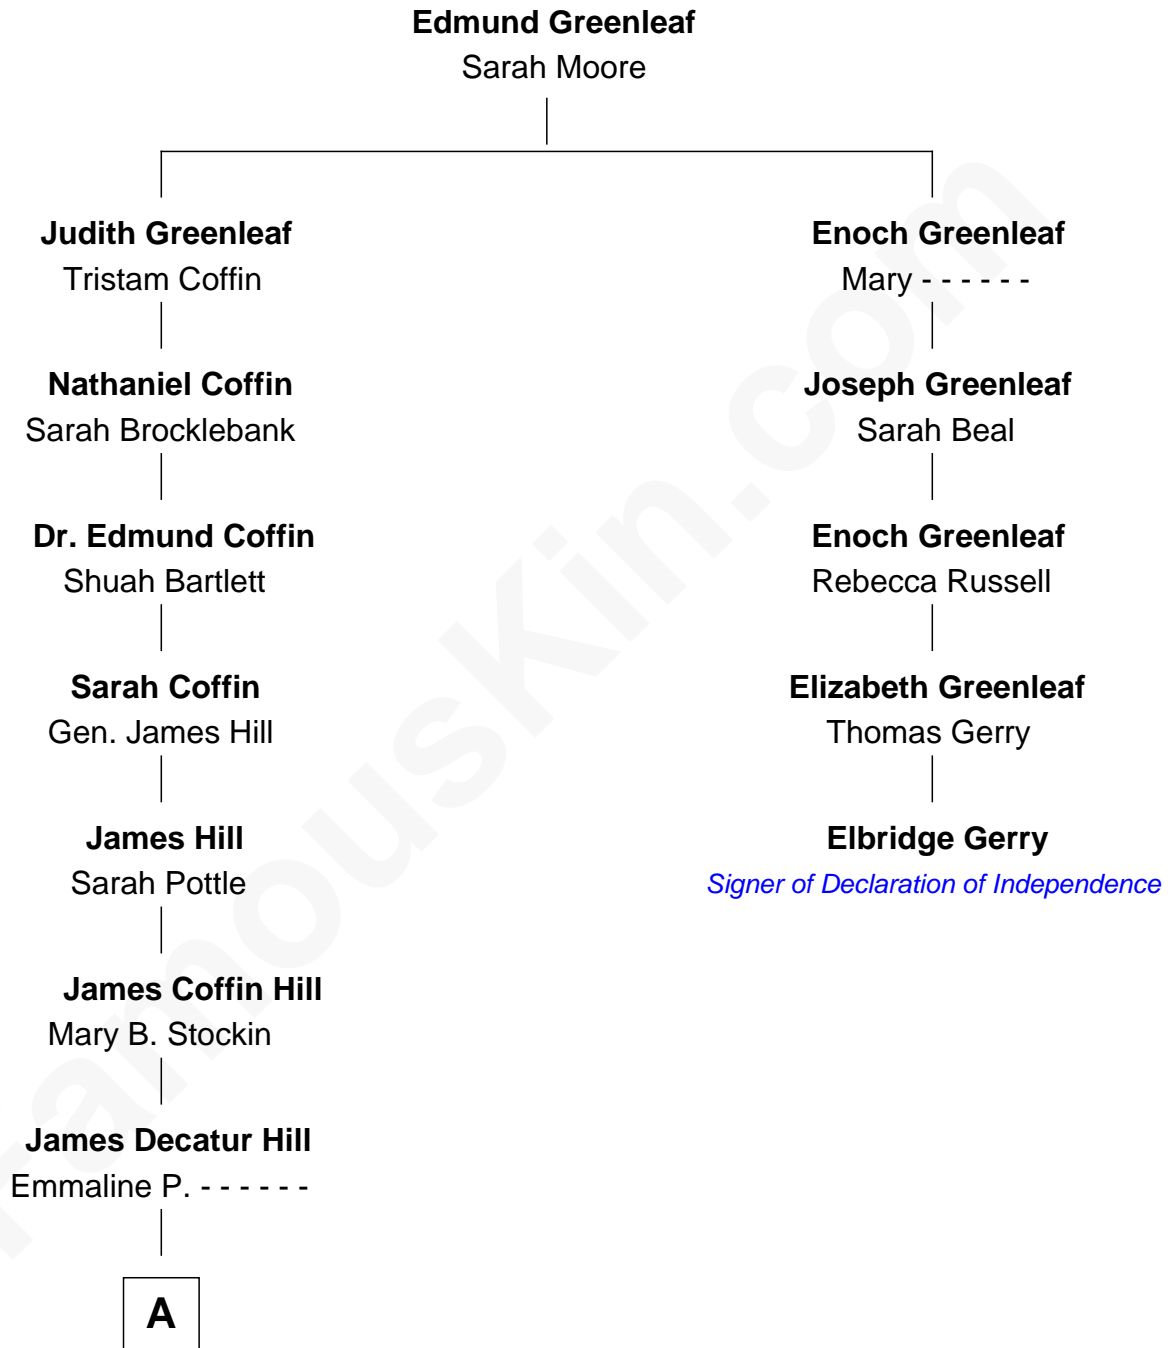 Edmund Greenleaf
Sarah Moore
Judith Greenleaf
Tristam Coffin
Enoch Greenleaf
Mary - - - - - -
Nathaniel Coffin
Sarah Brocklebank
Joseph Greenleaf
Sarah Beal
Dr. Edmund Coffin
Shuah Bartlett
Enoch Greenleaf
Rebecca Russell
Sarah Coffin
Gen. James Hill
Elizabeth Greenleaf
Thomas Gerry
James Hill
Sarah Pottle
Elbridge Gerry
Signer of Declaration of Independence
James Coffin Hill
Mary B. Stockin
James Decatur Hill
Emmaline P. - - - - - -
A
FamousKin.com